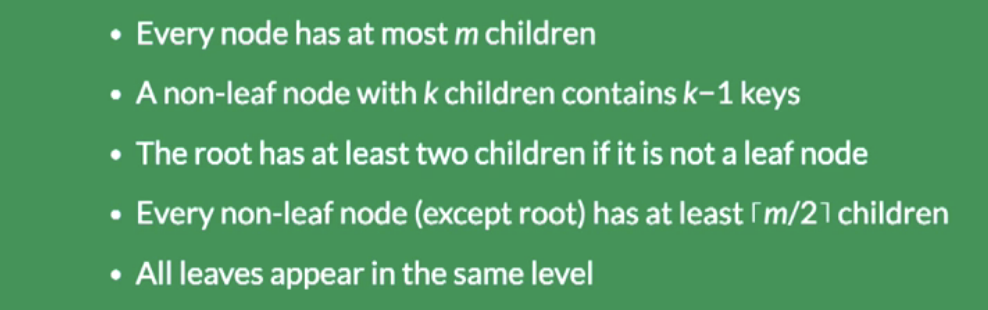 • Every node has at most m children
• A non-leaf node with k children contains k−1 keys
• The root has at least two children if it is not a leaf node
• Every non-leaf node (except root) has at least ⌈m/2⌉ children
• All leaves appear in the same level